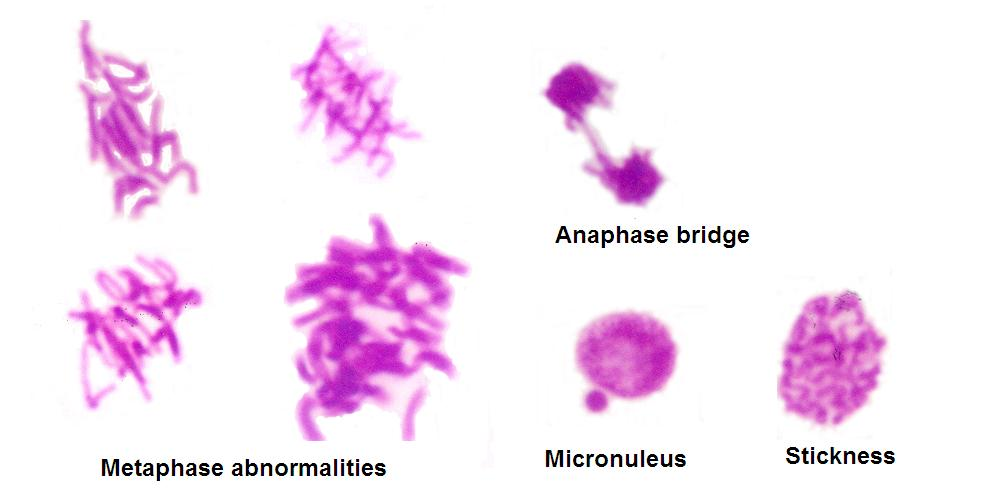 Anaphase bridge
Metaphase abnormalities
Micronuleus
Stickness